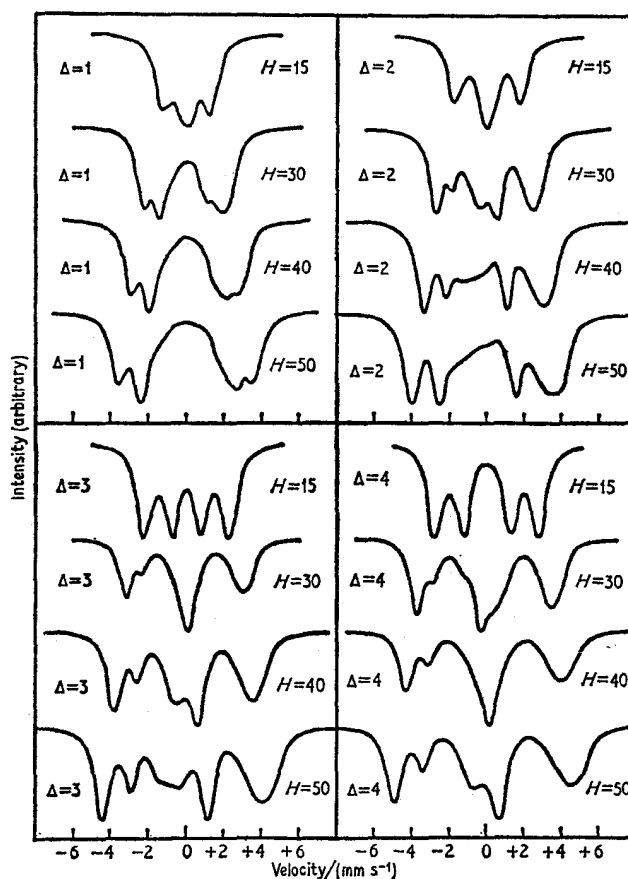 Δ=1 H=15
Δ=1 H=30
Δ=1 H=40
Δ=1 H=50
Δ=2 H=15
Δ=2 H=30
Δ=2 H=40
Δ=2 H=50
Δ=3 H=15
Δ=3 H=30
Δ=3 H=40
Δ=3 H=50
Δ=4 H=15
Δ=4 H=30
Δ=4 H=40
Δ=4 H=50
Intensity (arbitrary)
-6 -4 -2 0 +2 +4 +6 -6 -4 -2 0 +2 +4 +6
Velocity/(mm s⁻¹)